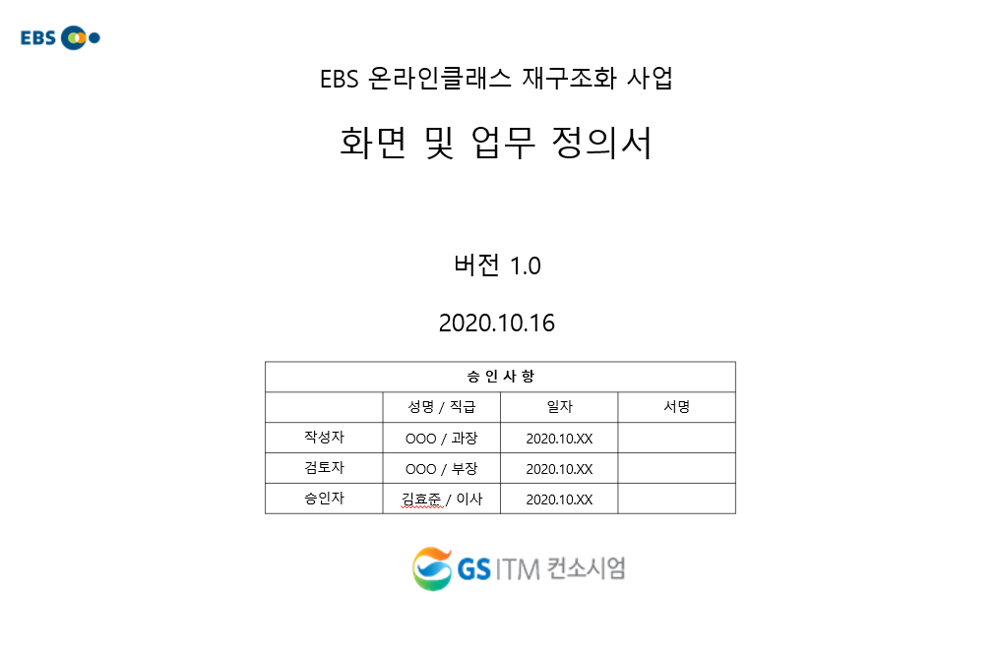 EBS
EBS 온라인클래스 재구조화 사업
화면 및 업무 정의서
버전 1.0
2020.10.16
승 인 사 항
성명 / 직급 일자 서명
작성자 OOO / 과장 2020.10.XX
검토자 OOO / 부장 2020.10.XX
승인자 김효준 / 이사 2020.10.XX
GS ITM 컨소시엄